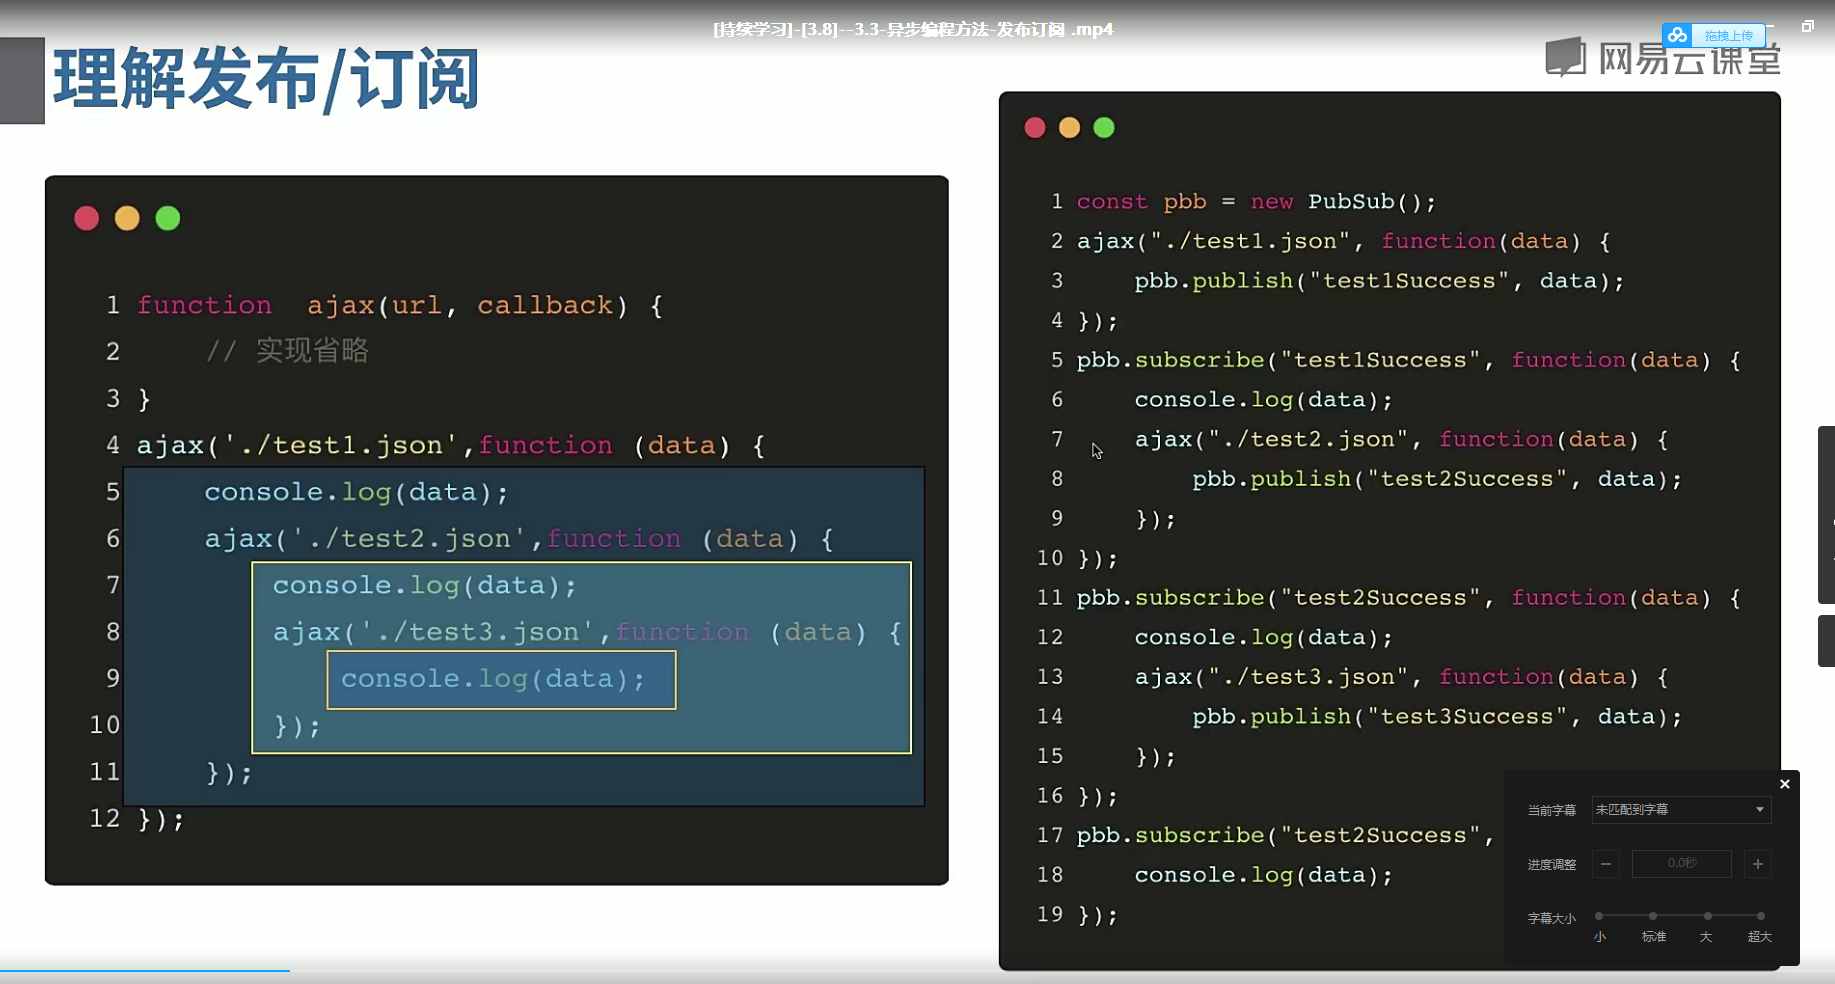 [持续学习]-[3.8]--3.3-异步编程方法-发布订阅 .mp4
拖拽上传
网易云课堂
理解发布/订阅
1 function  ajax(url, callback) {
2     // 实现省略
3 }
4 ajax('./test1.json',function (data) {
5     console.log(data);
6     ajax('./test2.json',function (data) {
7         console.log(data);
8         ajax('./test3.json',function (data) {
9             console.log(data);
10         });
11     });
12 });
1 const pbb = new PubSub();
2 ajax("./test1.json", function(data) {
3     pbb.publish("test1Success", data);
4 });
5 pbb.subscribe("test1Success", function(data) {
6     console.log(data);
7     ajax("./test2.json", function(data) {
8         pbb.publish("test2Success", data);
9     });
10 });
11 pbb.subscribe("test2Success", function(data) {
12     console.log(data);
13     ajax("./test3.json", function(data) {
14         pbb.publish("test3Success", data);
15     });
16 });
17 pbb.subscribe("test2Success",
18     console.log(data);
19 });
当前字幕 未匹配到字幕
进度调整 − 0.0秒 +
字幕大小
小 标准 大 超大